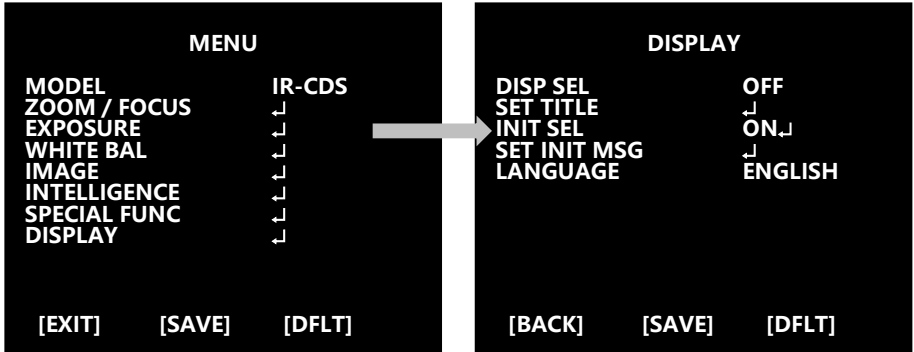 MENU
MODEL IR-CDS
ZOOM / FOCUS ↵
EXPOSURE ↵
WHITE BAL ↵
IMAGE ↵
INTELLIGENCE ↵
SPECIAL FUNC ↵
DISPLAY ↵
[EXIT] [SAVE] [DFLT]
DISPLAY
DISP SEL OFF
SET TITLE ↵
INIT SEL ON↵
SET INIT MSG ↵
LANGUAGE ENGLISH
[BACK] [SAVE] [DFLT]